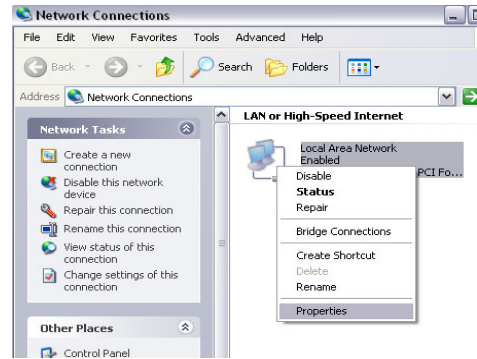 Network Connections
File Edit View Favorites Tools Advanced Help
Back Search Folders
Address Network Connections
Network Tasks
Create a new
connection
Disable this network
device
Repair this connection
Rename this connection
View status of this
connection
Change settings of this
connection
Other Places
Control Panel
LAN or High-Speed Internet
Local Area Network
Enabled
PCI Fo...
Disable
Status
Repair
Bridge Connections
Create Shortcut
Delete
Rename
Properties